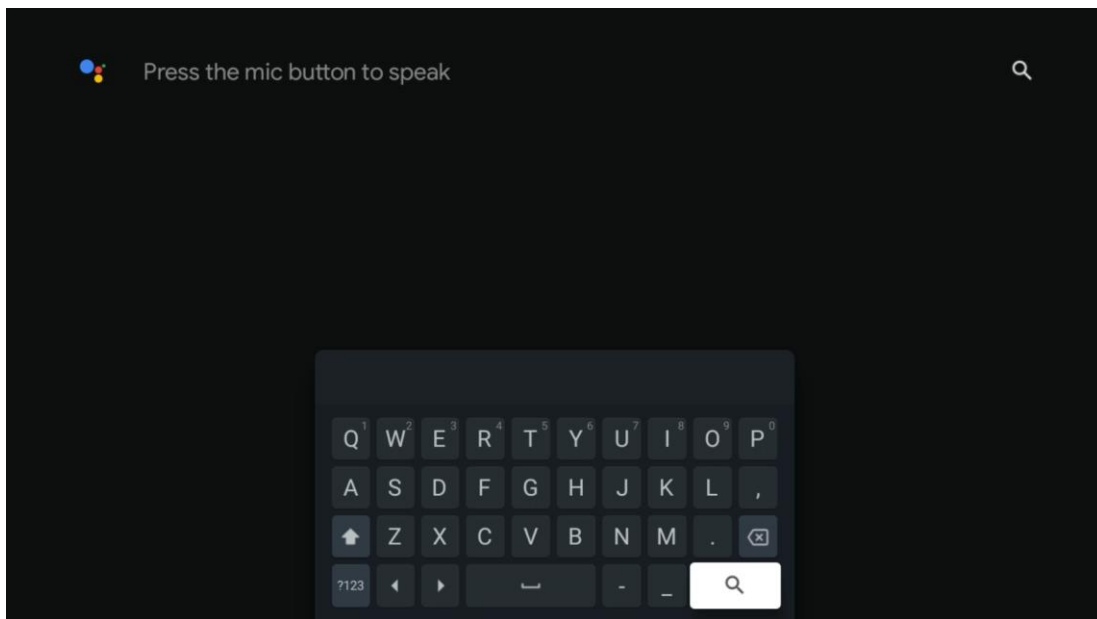 Press the mic button to speak
Q1 W2 E3 R4 T5 Y6 U7 I8 O9 P0
A S D F G H J K L ,
Z X C V B N M .
?123 - _